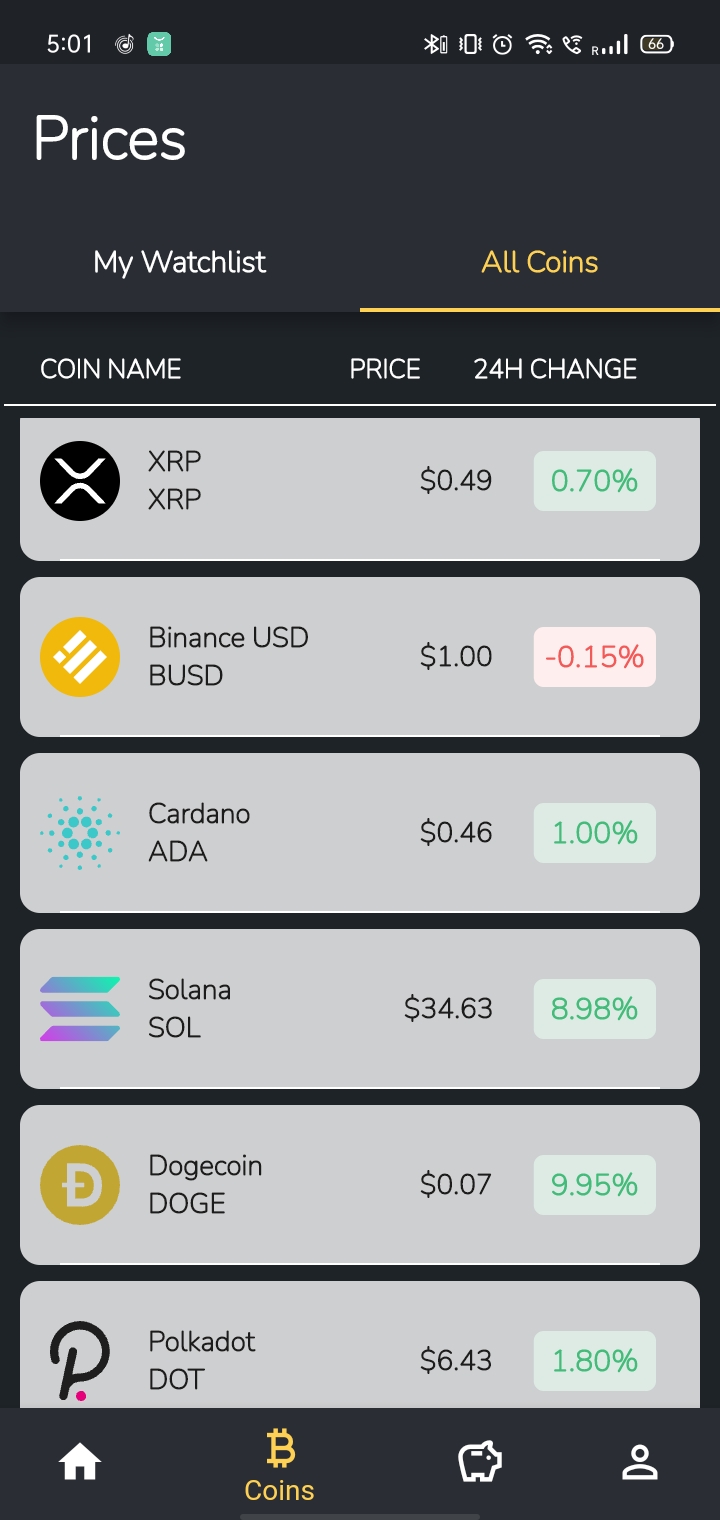 5:01
R 66
Prices
My Watchlist All Coins
COIN NAME PRICE 24H CHANGE
XRP
XRP
$0.49 0.70%
Binance USD
BUSD
$1.00 -0.15%
Cardano
ADA
$0.46 1.00%
Solana
SOL
$34.63 8.98%
Dogecoin
DOGE
$0.07 9.95%
Polkadot
DOT
$6.43 1.80%
Coins